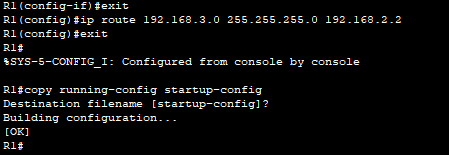 R1(config-if)#exit
R1(config)#ip route 192.168.3.0 255.255.255.0 192.168.2.2
R1(config)#exit
R1#
%SYS-5-CONFIG_I: Configured from console by console
R1#copy running-config startup-config
Destination filename [startup-config]?
Building configuration...
[OK]
R1#